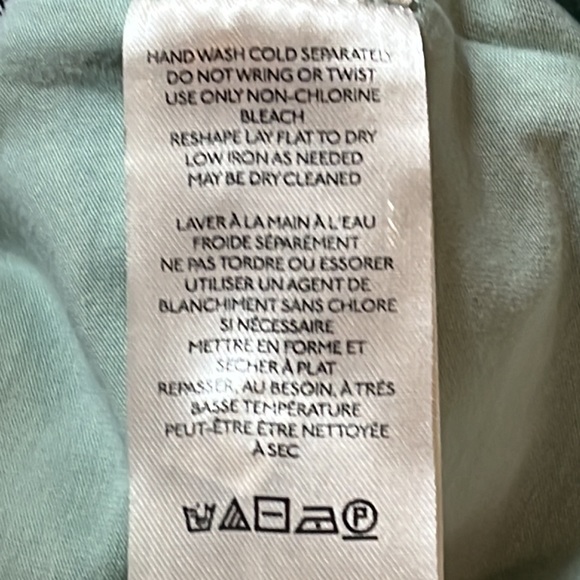 HAND WASH COLD SEPARATELY
DO NOT WRING OR TWIST
USE ONLY NON-CHLORINE
BLEACH
RESHAPE LAY FLAT TO DRY
LOW IRON AS NEEDED
MAY BE DRY CLEANED
LAVER À LA MAIN À L'EAU
FROIDE SÉPARÉMENT
NE PAS TORDRE OU ESSORER
UTILISER UN AGENT DE
BLANCHIMENT SANS CHLORE
SI NÉCESSAIRE
METTRE EN FORME ET
SÉCHER À PLAT
REPASSER, AU BESOIN, À TRÉS
BASSE TEMPÉRATURE
PEUT-ÊTRE ÊTRE NETTOYÉE
À SEC
P